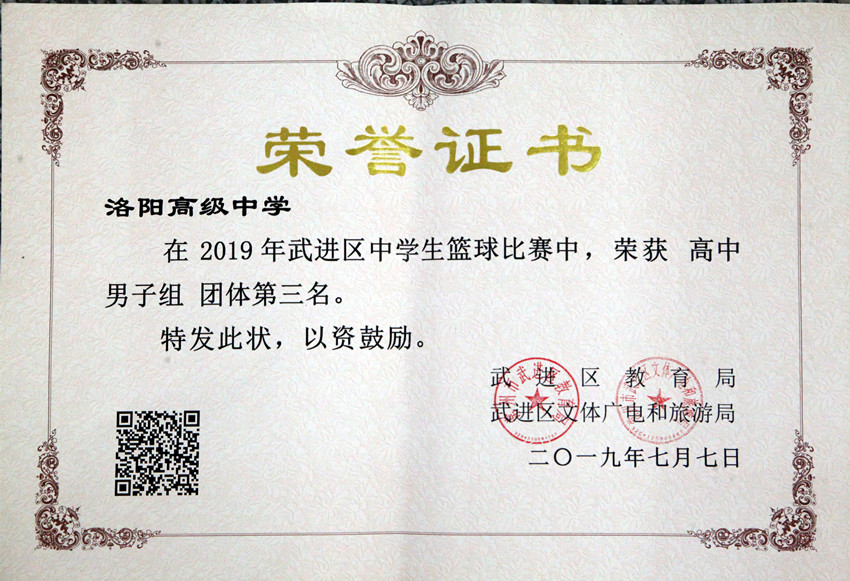 荣誉证书
洛阳高级中学
在 2019 年武进区中学生篮球比赛中，荣获 高中
男子组 团体第三名。
特发此状，以资鼓励。
武进区教育局
武进区文体广电和旅游局
二〇一九年七月七日